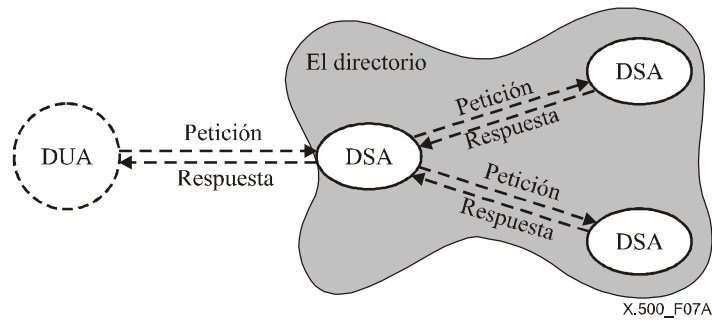 El directorio
DSA
Petición
Respuesta
Petición
DUA
DSA
Respuesta
Petición
Respuesta
DSA
X.500_F07A